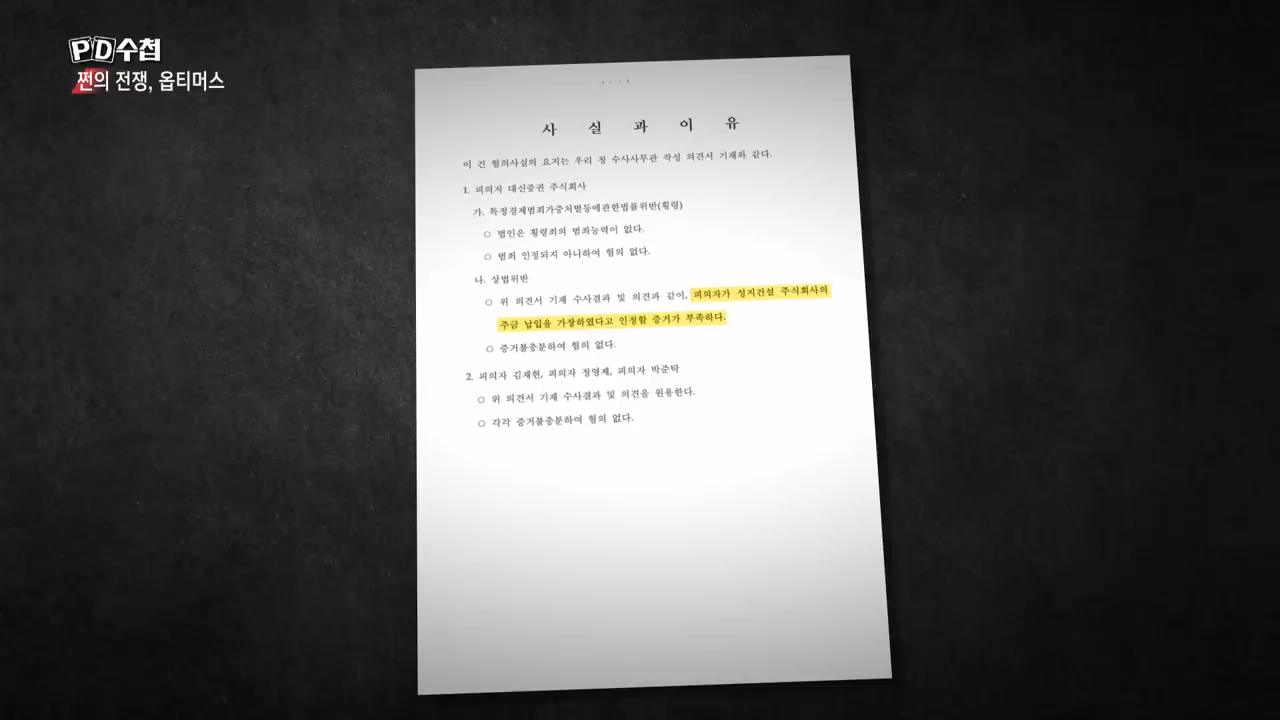 PD수첩
쩐의 전쟁, 옵티머스
사 실 과 이 유
이 건 혐의사실의 요지는 우리 청 수사사무관 작성 의견서 기재와 같다.
1. 피의자 대신증권 주식회사
가. 특정경제범죄가중처벌등에관한법률위반(횡령)
○ 법인은 횡령죄의 범죄능력이 없다.
○ 범죄 인정되지 아니하여 혐의 없다.
나. 상법위반
○ 위 의견서 기재 수사결과 및 의견과 같이, 피의자가 성지건설 주식회사의
주금 납입을 가장하였다고 인정할 증거가 부족하다.
○ 증거불충분하여 혐의 없다.
2. 피의자 김재현, 피의자 정영제, 피의자 박준탁
○ 위 의견서 기재 수사결과 및 의견을 원용한다.
○ 각각 증거불충분하여 혐의 없다.